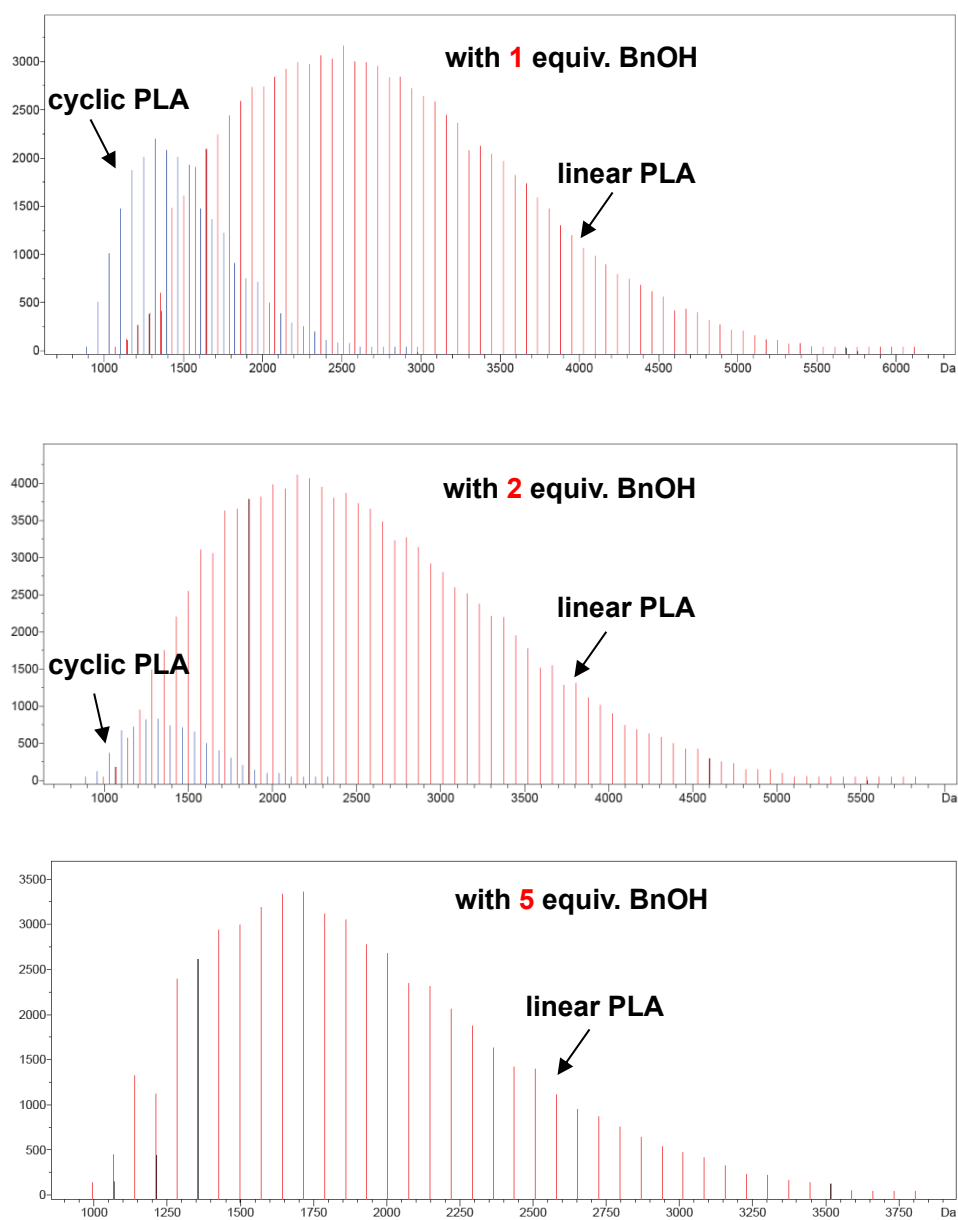 with 1 equiv. BnOH
cyclic PLA
linear PLA
3000
2500
2000
1500
1000
500
0
1000 1500 2000 2500 3000 3500 4000 4500 5000 5500 6000 Da
with 2 equiv. BnOH
linear PLA
cyclic PLA
4000
3500
3000
2500
2000
1500
1000
500
0
1000 1500 2000 2500 3000 3500 4000 4500 5000 5500 Da
with 5 equiv. BnOH
linear PLA
3500
3000
2500
2000
1500
1000
500
0
1000 1250 1500 1750 2000 2250 2500 2750 3000 3250 3500 3750 Da